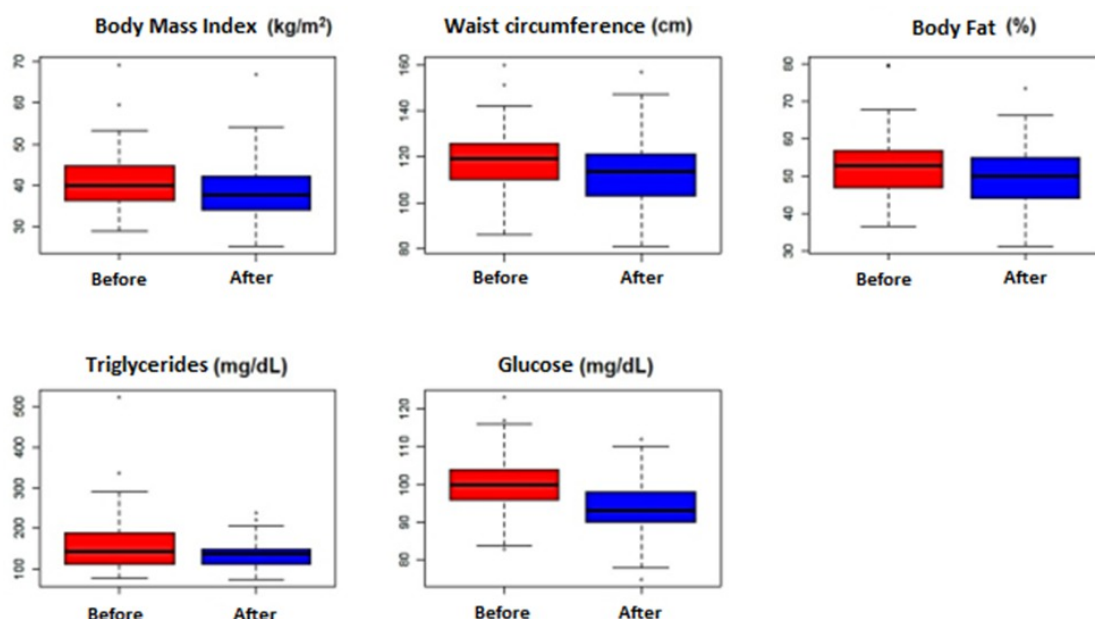 Body Mass Index (kg/m²)
70
60
50
40
30
Before After
Waist circumference (cm)
160
140
120
100
80
Before After
Body Fat (%)
80
70
60
50
40
30
Before After
Triglycerides (mg/dL)
500
400
300
200
100
Before After
Glucose (mg/dL)
120
110
100
90
80
Before After